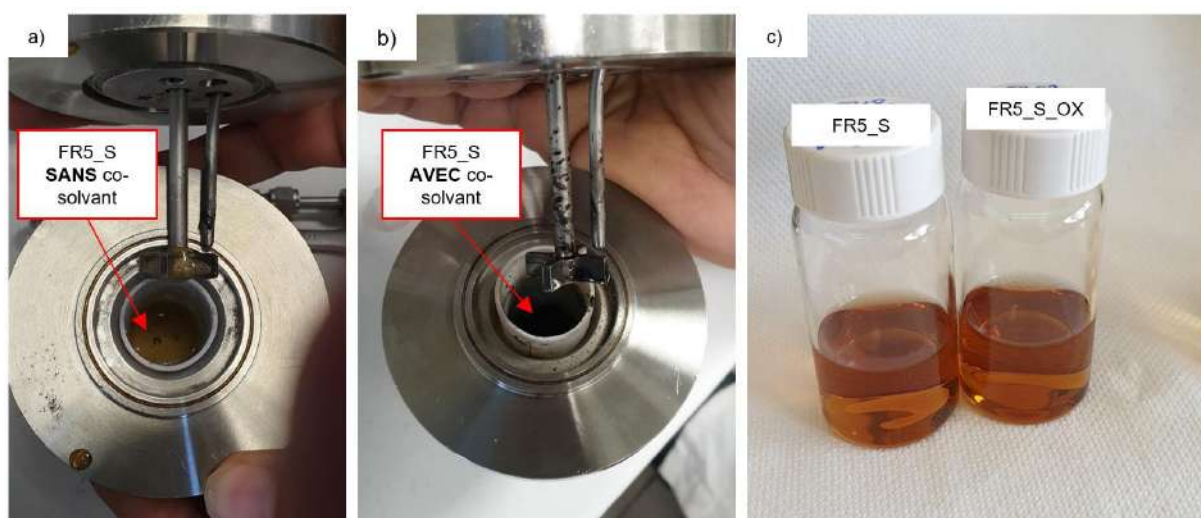 a)
FR5_S
SANS co-
solvant
b)
FR5_S
AVEC co-
solvant
c)
FR5_S
FR5_S_OX